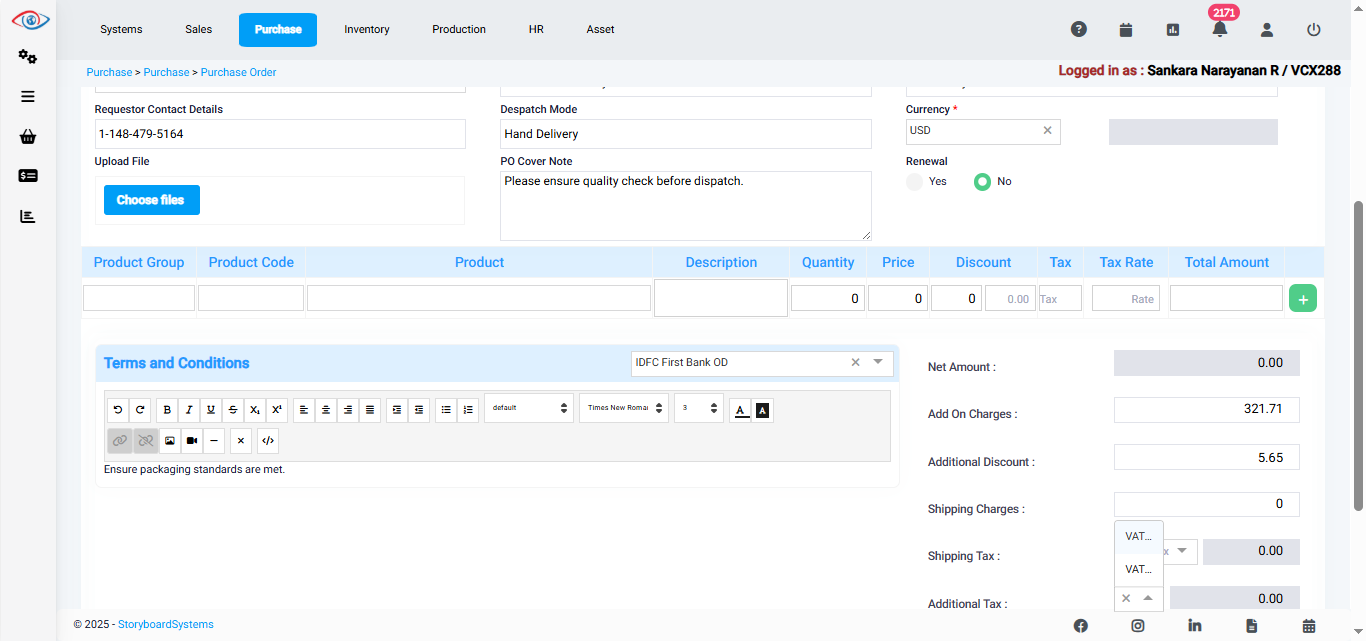 Systems Sales Purchase Inventory Production HR Asset 2171
Purchase > Purchase > Purchase Order
Logged in as : Sankara Narayanan R / VCX288
Requestor Contact Details
Despatch Mode
Currency *
1-148-479-5164
Hand Delivery
USD
Upload File
PO Cover Note
Renewal
Choose files
Please ensure quality check before dispatch.
Yes No
Product Group Product Code Product Description Quantity Price Discount Tax Tax Rate Total Amount
0 0 0 0.00 Tax Rate
Terms and Conditions
IDFC First Bank OD
default Times New Roma 3
Ensure packaging standards are met.
Net Amount : 0.00
Add On Charges : 321.71
Additional Discount : 5.65
Shipping Charges : 0
VAT...
Shipping Tax : 0.00
VAT...
Additional Tax : 0.00
© 2025 - StoryboardSystems